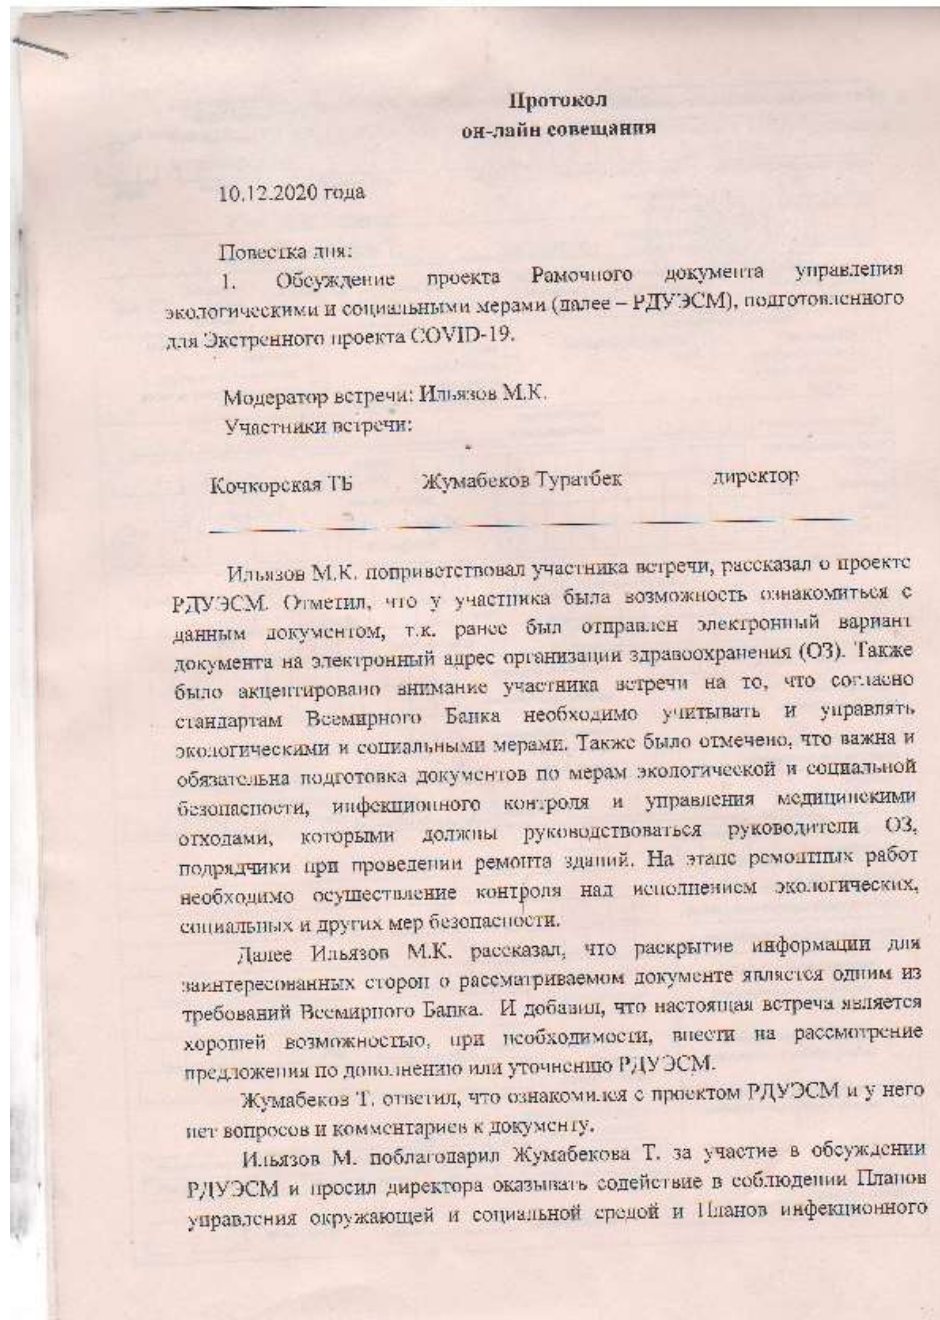 Протокол
он-лайн совещания
10.12.2020 года
Повестка дня:
1. Обсуждение проекта Рамочного документа управления
экологическими и социальными мерами (далее – РДУЭСМ), подготовленного
для Экстренного проекта COVID-19.
Модератор встречи: Ильязов М.К.
Участники встречи:
Кочкорская ТБ Жумабеков Туратбек директор
Ильязов М.К. поприветствовал участника встречи, рассказал о проекте
РДУЭСМ. Отметил, что у участника была возможность ознакомиться с
данным документом, т.к. ранее был отправлен электронный вариант
документа на электронный адрес организации здравоохранения (ОЗ). Также
было акцентировано внимание участника встречи на то, что согласно
стандартам Всемирного Банка необходимо учитывать и управлять
экологическими и социальными мерами. Также было отмечено, что важна и
обязательна подготовка документов по мерам экологической и социальной
безопасности, инфекционного контроля и управления медицинскими
отходами, которыми должны руководствоваться руководители ОЗ,
подрядчики при проведении ремонта зданий. На этапе ремонтных работ
необходимо осуществление контроля над исполнением экологических,
социальных и других мер безопасности.
Далее Ильязов М.К. рассказал, что раскрытие информации для
заинтересованных сторон о рассматриваемом документе является одним из
требований Всемирного Банка. И добавил, что настоящая встреча является
хорошей возможностью, при необходимости, внести на рассмотрение
предложения по дополнению или уточнению РДУЭСМ.
Жумабеков Т. ответил, что ознакомился с проектом РДУЭСМ и у него
нет вопросов и комментариев к документу.
Ильязов М. поблагодарил Жумабекова Т. за участие в обсуждении
РДУЭСМ и просил директора оказывать содействие в соблюдении Планов
управления окружающей и социальной средой и Планов инфекционного